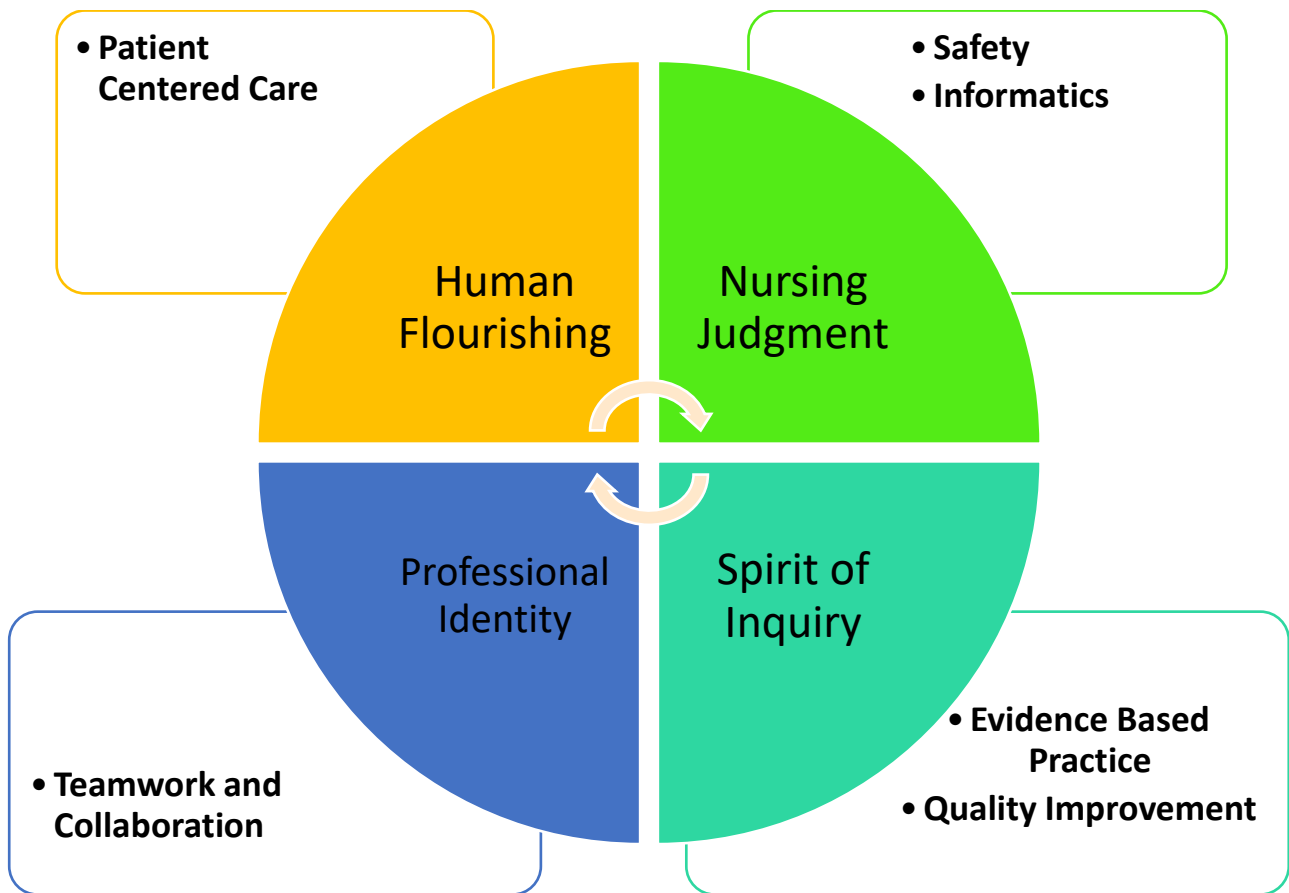 • Patient
Centered Care
• Safety
• Informatics
Human
Flourishing
Nursing
Judgment
Professional
Identity
Spirit of
Inquiry
• Teamwork and
Collaboration
• Evidence Based
Practice
• Quality Improvement